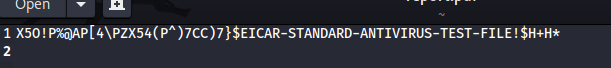 Open
~
1 X5O!P%@AP[4\PZX54(P^)7CC)7}$EICAR-STANDARD-ANTIVIRUS-TEST-FILE!$H+H*
2